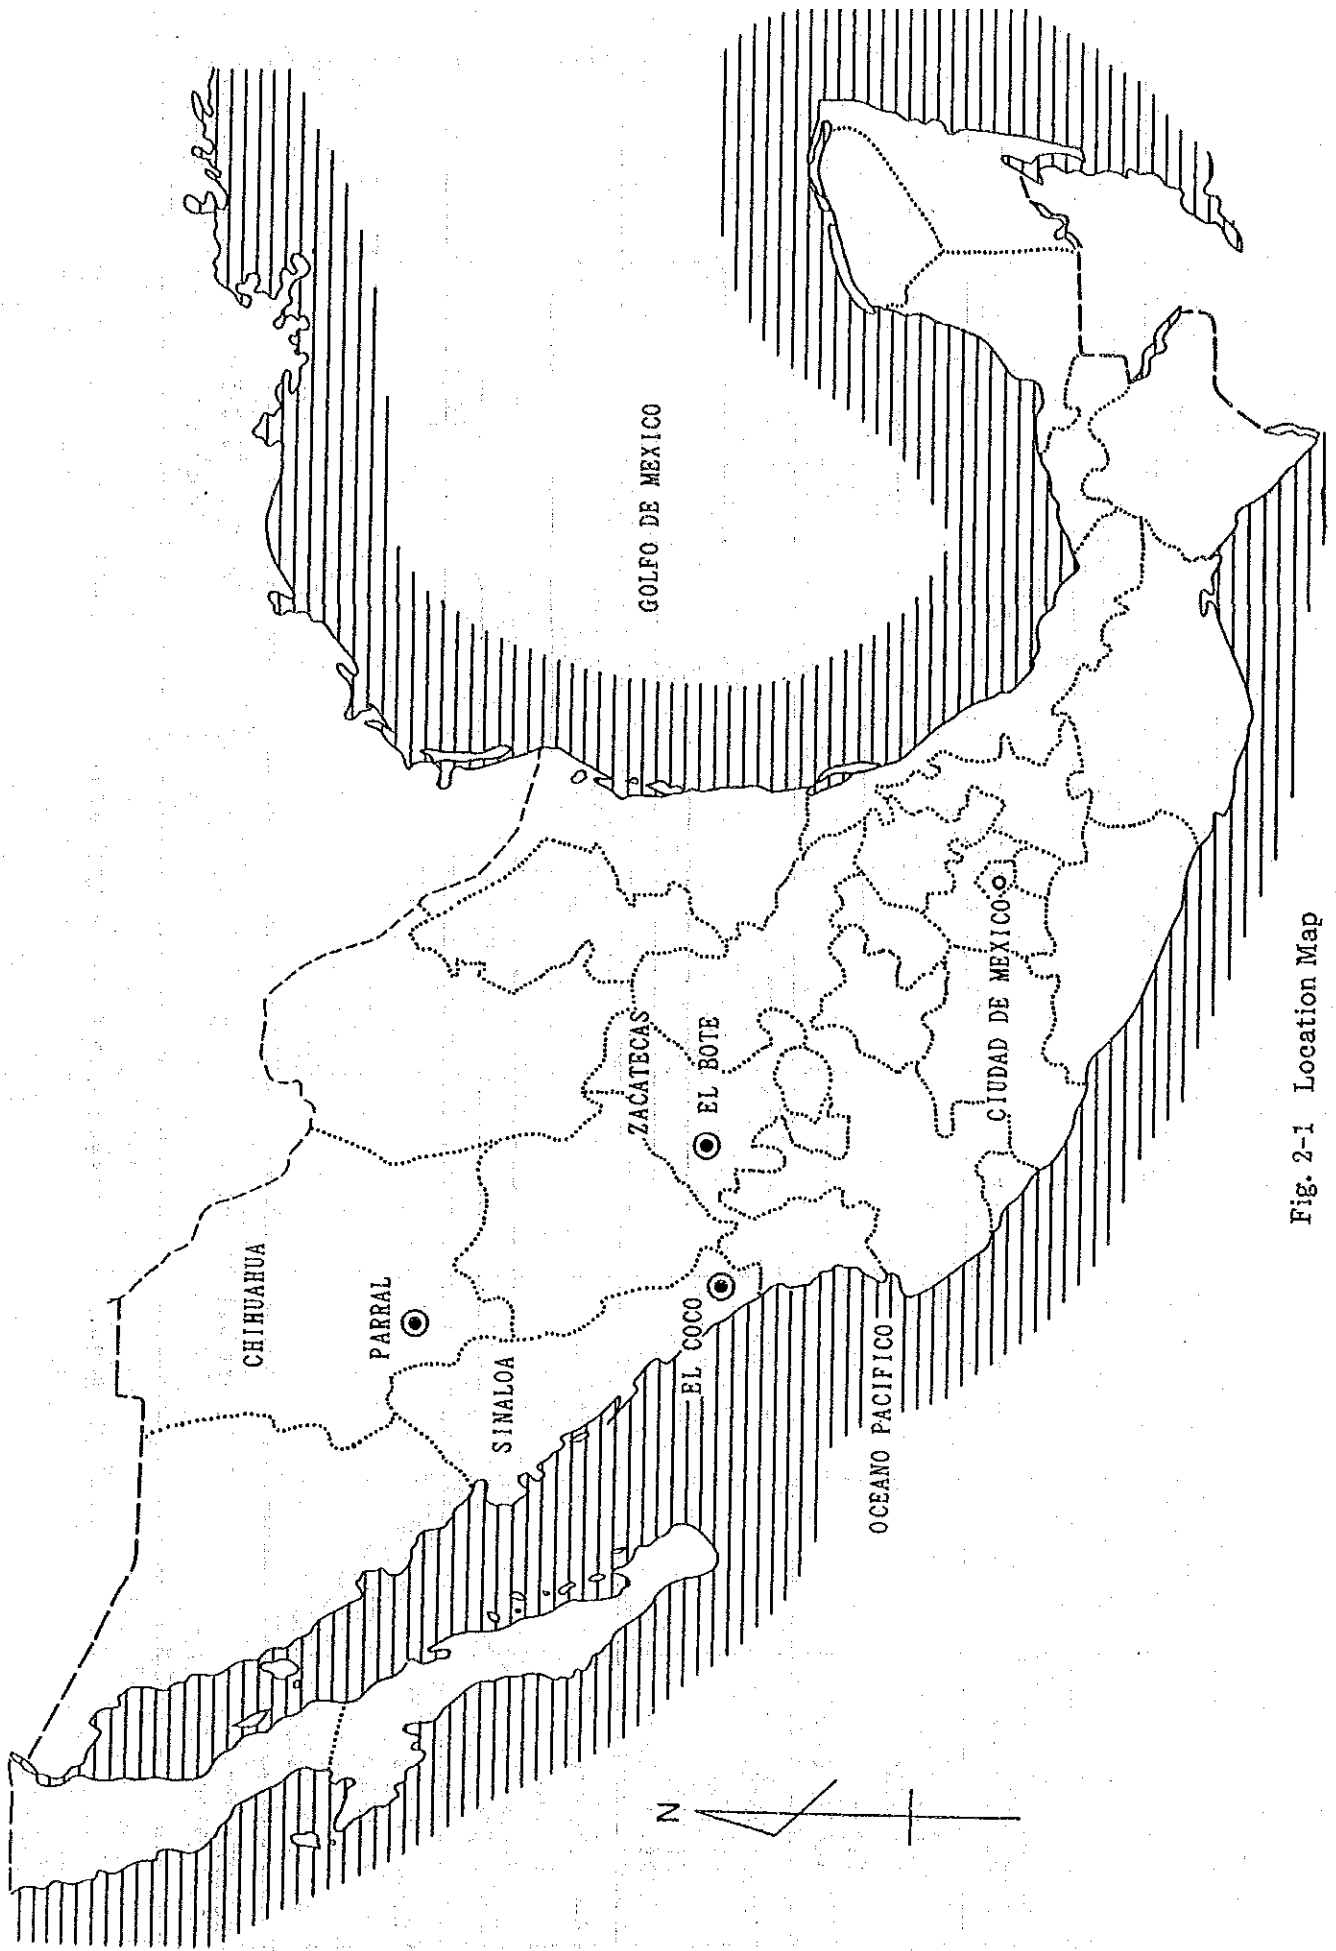 CHIHUAHUA
PARRAL
SINALOA
ZACATECAS
EL BOTE
EL COCO
GOLFO DE MEXICO
CIUDAD DE MEXICO
OCEANO PACIFICO
N
Fig. 2-1 Location Map